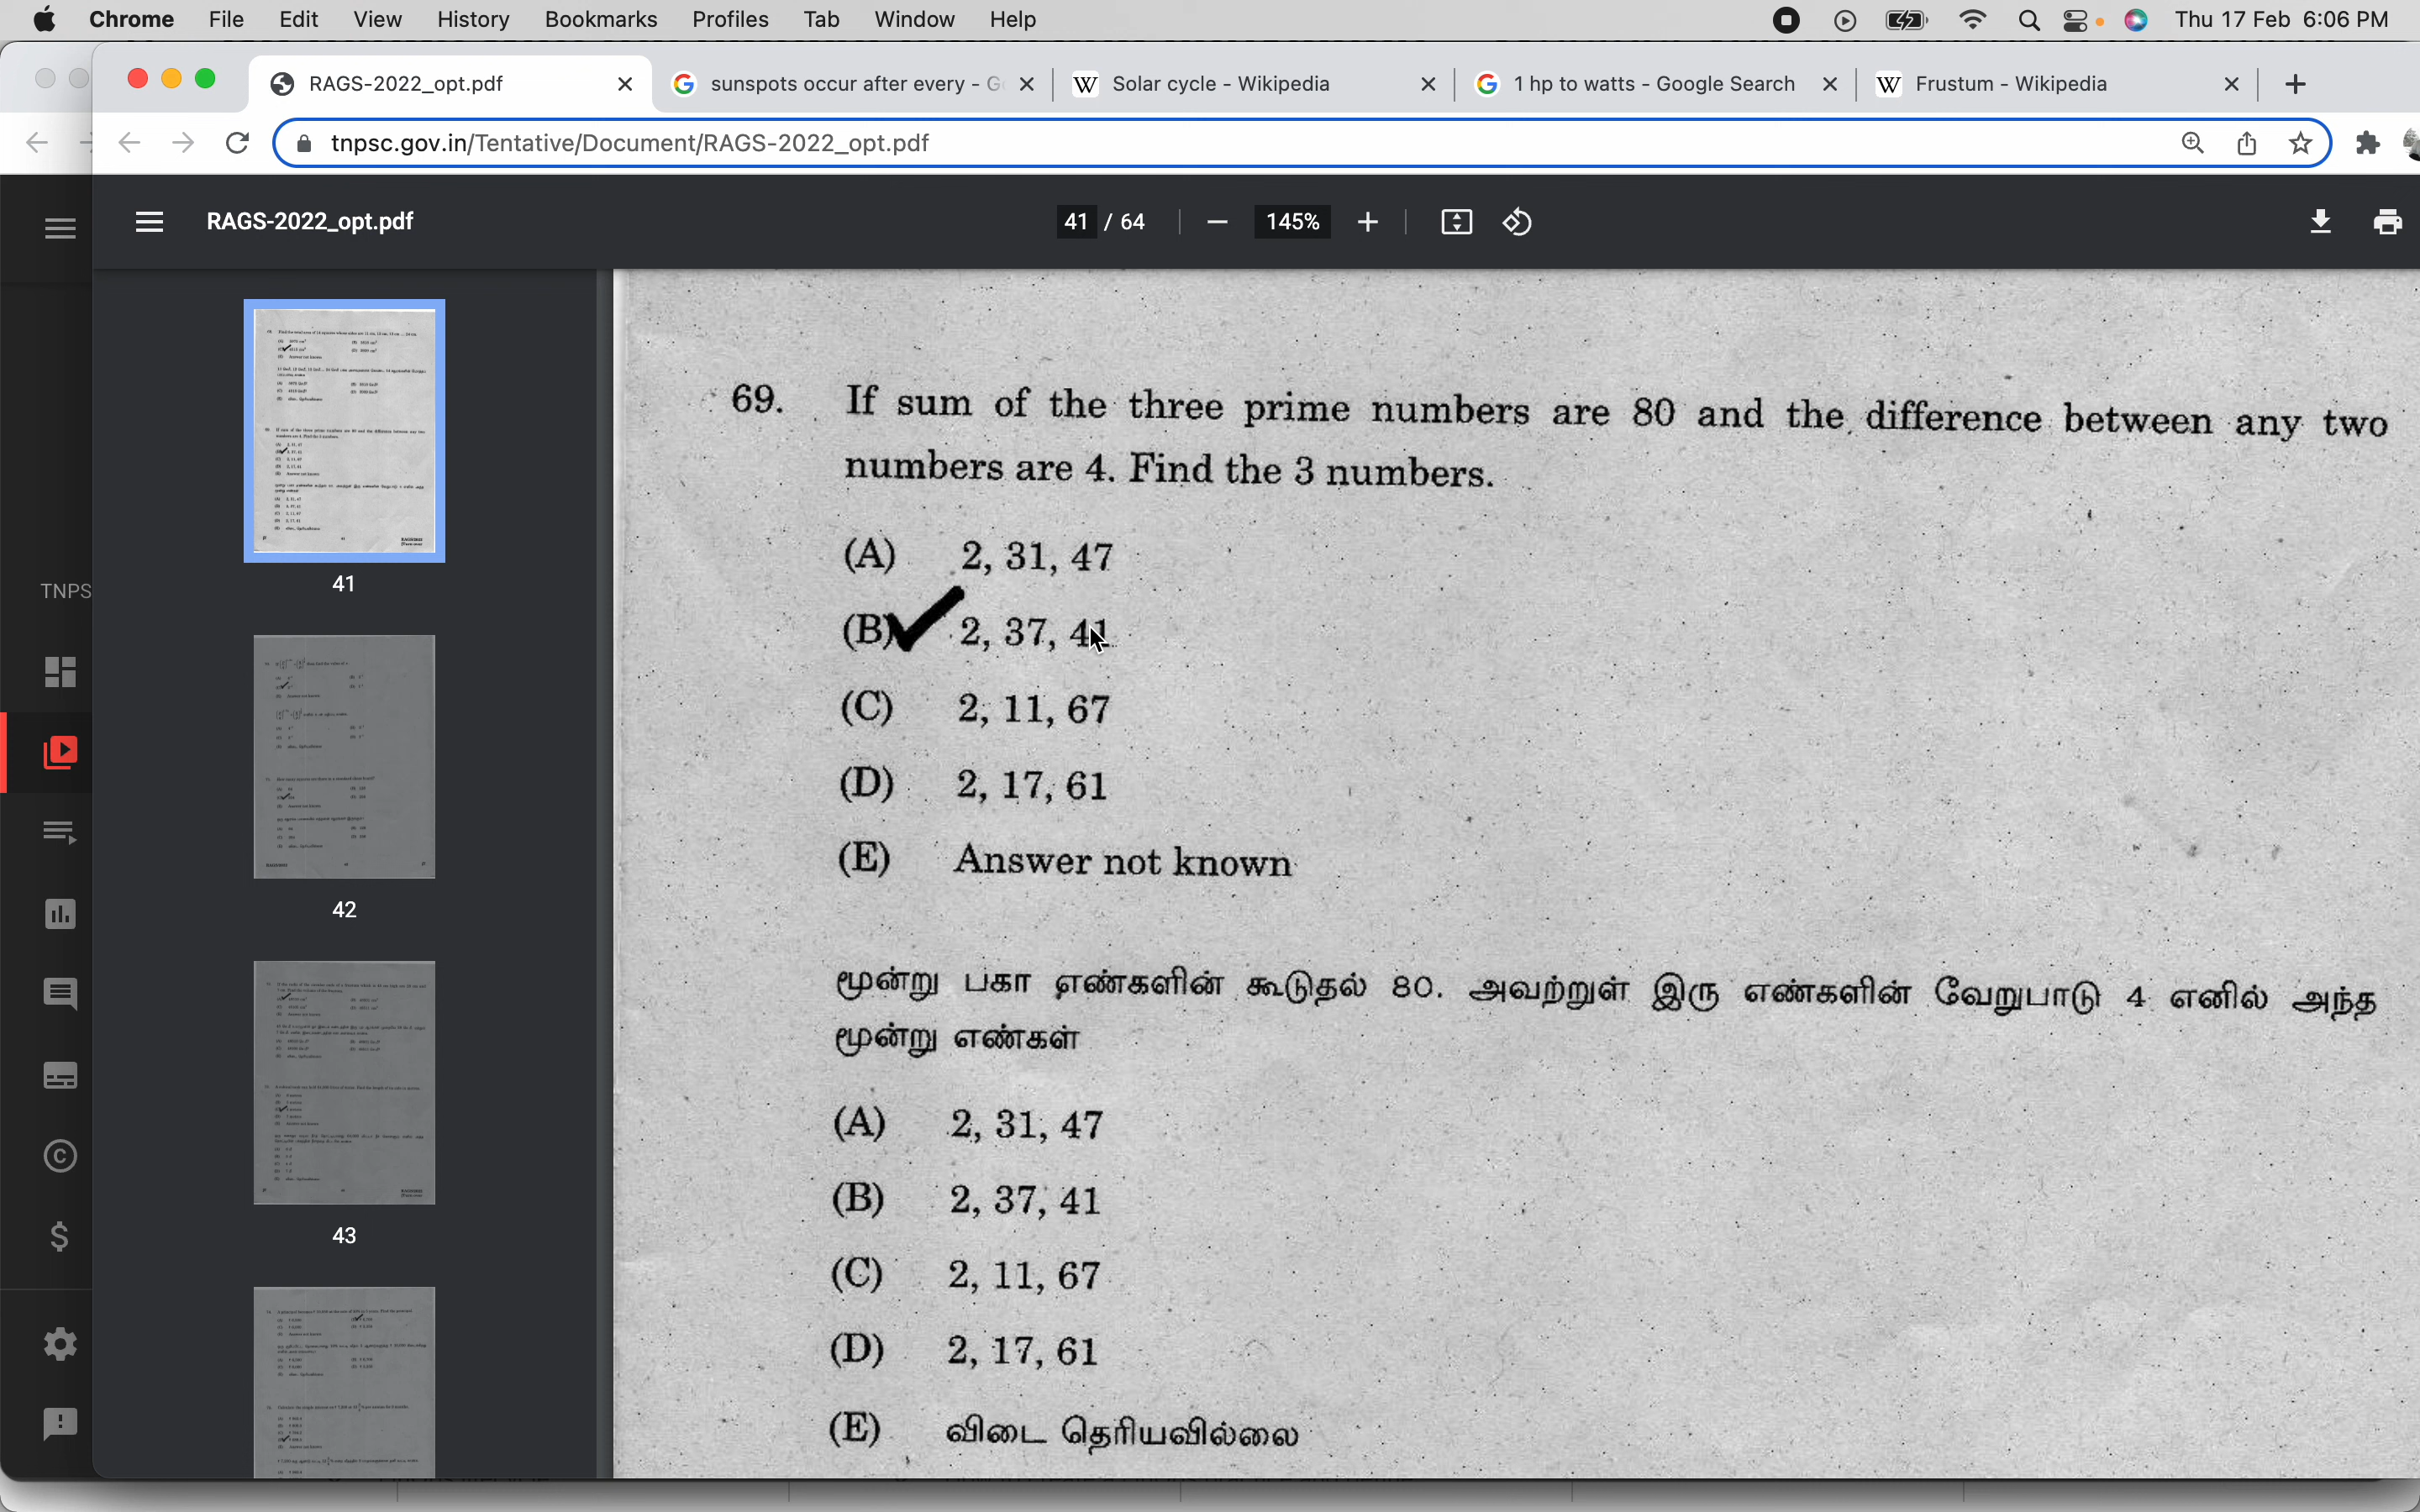 Chrome File Edit View History Bookmarks Profiles Tab Window Help Thu 17 Feb 6:06 PM
RAGS-2022_opt.pdf sunspots occur after every - G Solar cycle - Wikipedia 1 hp to watts - Google Search Frustum - Wikipedia
tnpsc.gov.in/Tentative/Document/RAGS-2022_opt.pdf
RAGS-2022_opt.pdf 41 / 64 145%
TNPS
41
42
43
69. If sum of the three prime numbers are 80 and the difference between any two
numbers are 4. Find the 3 numbers.
(A) 2, 31, 47
(B) 2, 37, 41
(C) 2, 11, 67
(D) 2, 17, 61
(E) Answer not known
மூன்று பகா எண்களின் கூடுதல் 80. அவற்றுள் இரு எண்களின் வேறுபாடு 4 எனில் அந்த
மூன்று எண்கள்
(A) 2, 31, 47
(B) 2, 37, 41
(C) 2, 11, 67
(D) 2, 17, 61
(E) விடை தெரியவில்லை